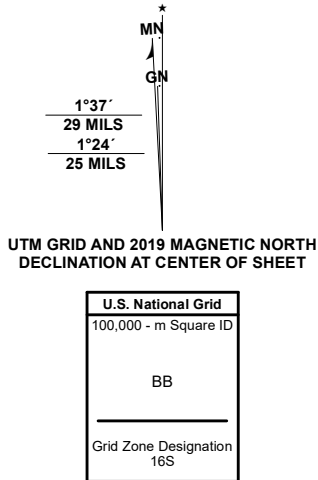 ★
MN
GN
1°37´
29 MILS
1°24´
25 MILS
UTM GRID AND 2019 MAGNETIC NORTH
DECLINATION AT CENTER OF SHEET
U.S. National Grid
100,000 - m Square ID
BB
Grid Zone Designation
16S